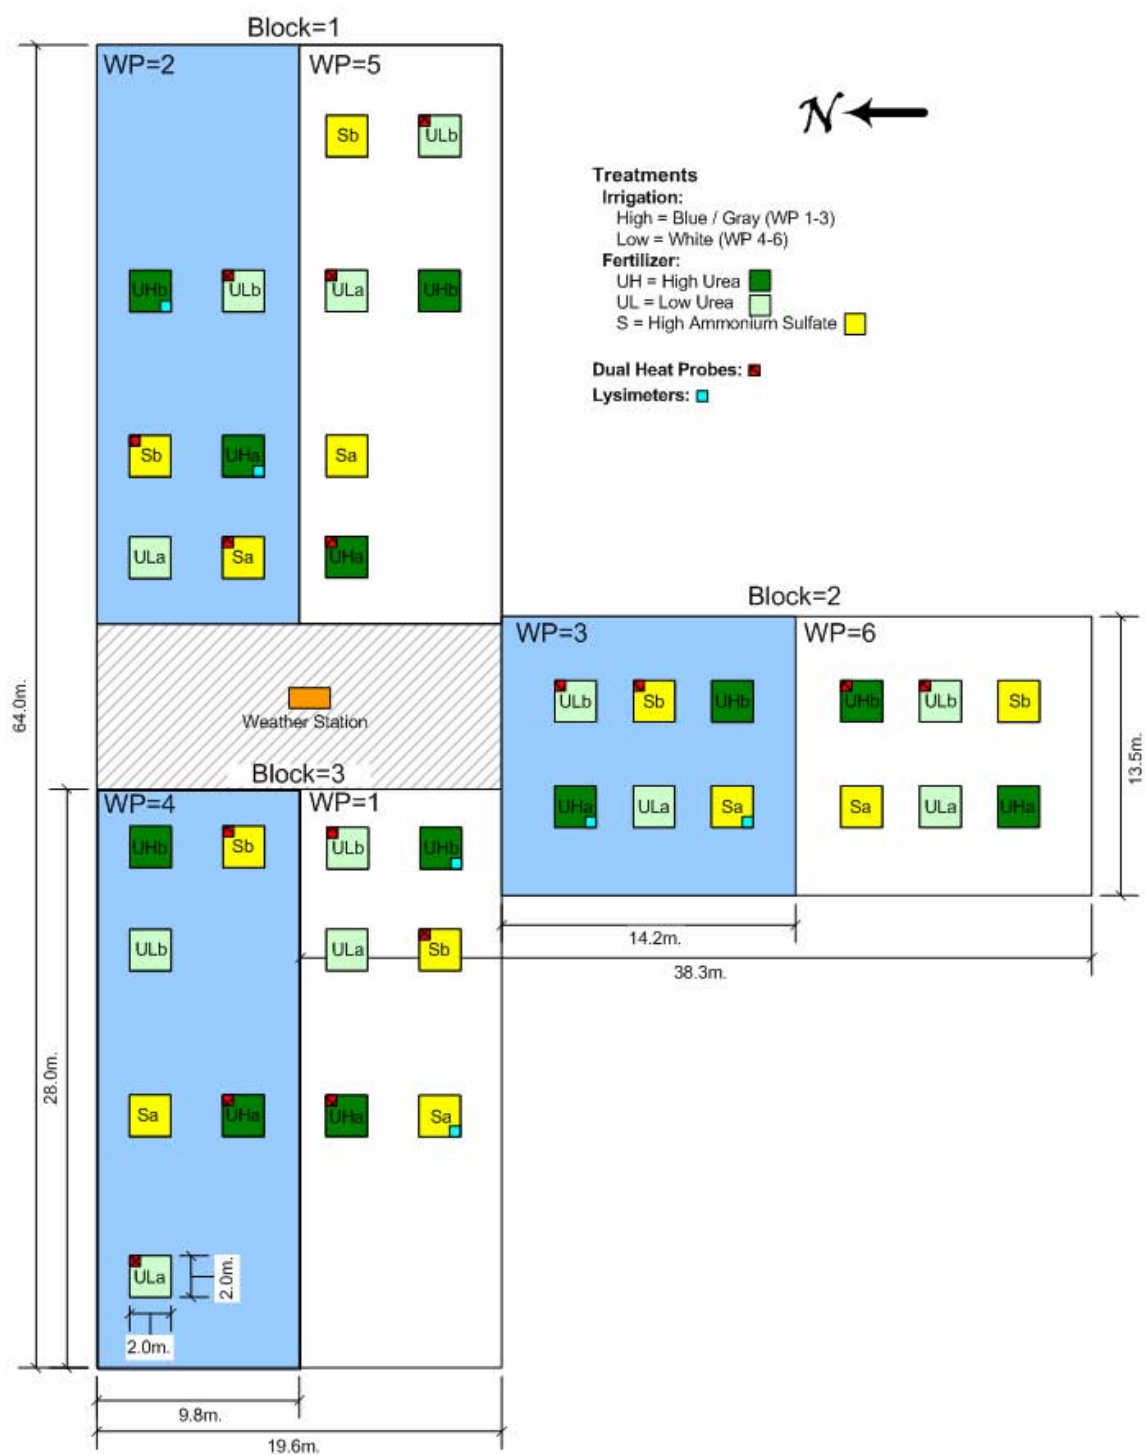 Block=1
WP=2
WP=5
Sb
ULb
N
Treatments
Irrigation:
High = Blue / Gray (WP 1-3)
Low = White (WP 4-6)
Fertilizer:
UH = High Urea
UL = Low Urea
S = High Ammonium Sulfate
Dual Heat Probes:
Lysimeters:
UHb
ULb
ULa
UHb
Sb
UHa
Sa
ULa
Sa
UHa
64.0m.
Weather Station
Block=2
WP=3
WP=6
ULb
Sb
UHb
UHb
ULb
Sb
UHa
ULa
Sa
Sa
ULa
UHa
13.5m.
14.2m.
38.3m.
Block=3
WP=4
WP=1
UHb
Sb
ULb
UHb
ULb
ULa
Sb
28.0m.
Sa
UHa
UHa
Sa
ULa
2.0m.
2.0m.
9.8m.
19.6m.